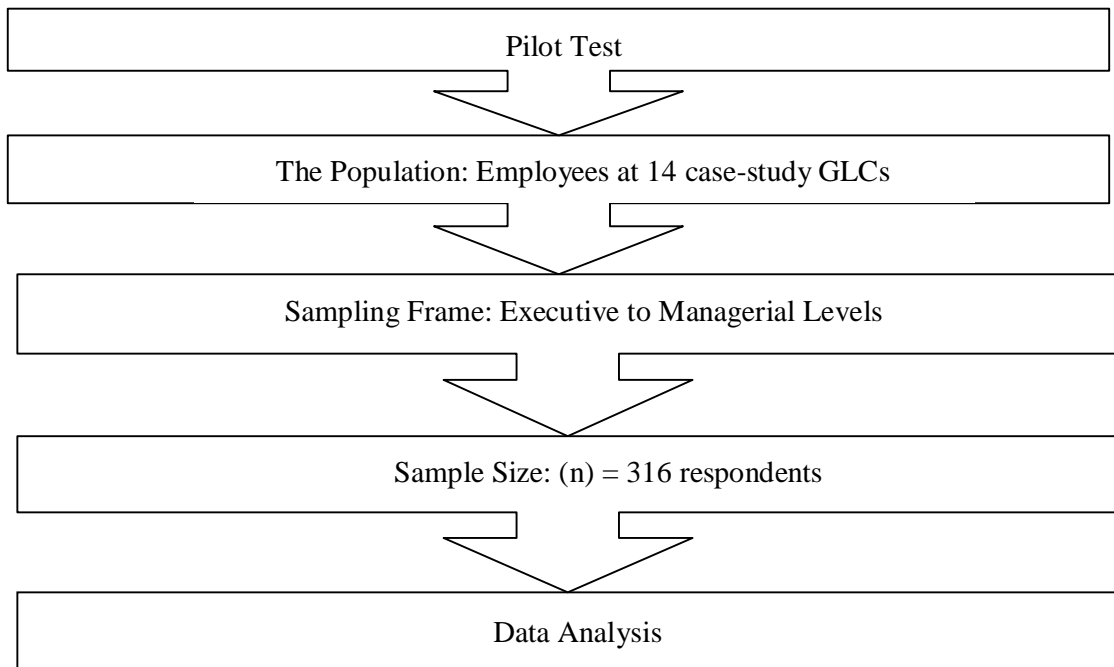 Pilot Test
The Population: Employees at 14 case-study GLCs
Sampling Frame: Executive to Managerial Levels
Sample Size: (n) = 316 respondents
Data Analysis